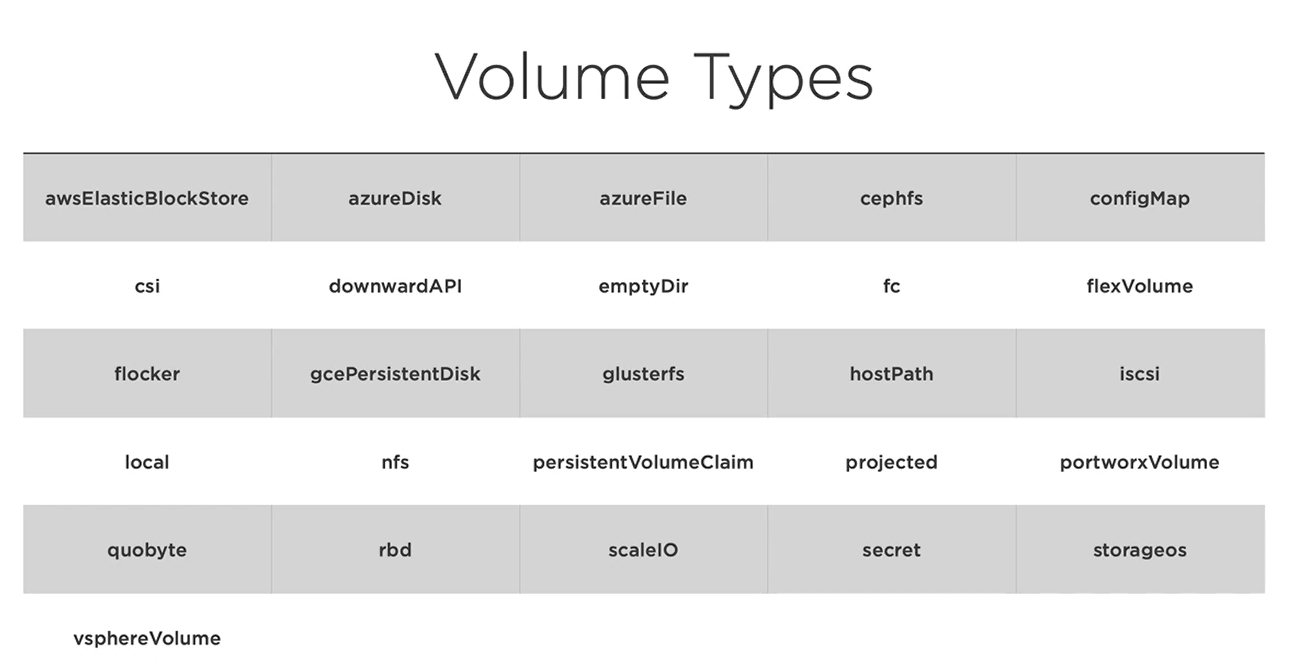 Volume Types
awsElasticBlockStore azureDisk azureFile cephfs configMap
csi downwardAPI emptyDir fc flexVolume
flocker gcePersistentDisk glusterfs hostPath iscsi
local nfs persistentVolumeClaim projected portworxVolume
quobyte rbd scaleIO secret storageos
vsphereVolume